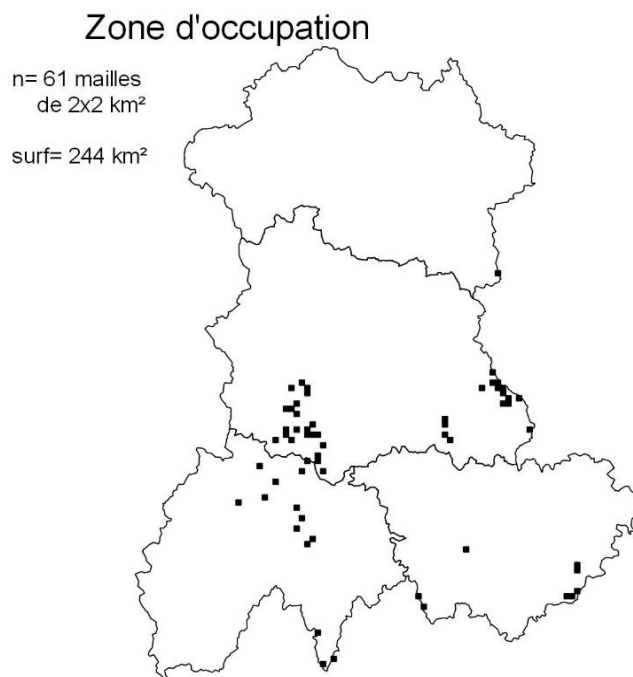 Zone d'occupation
n= 61 mailles
de 2x2 km²
surf= 244 km²